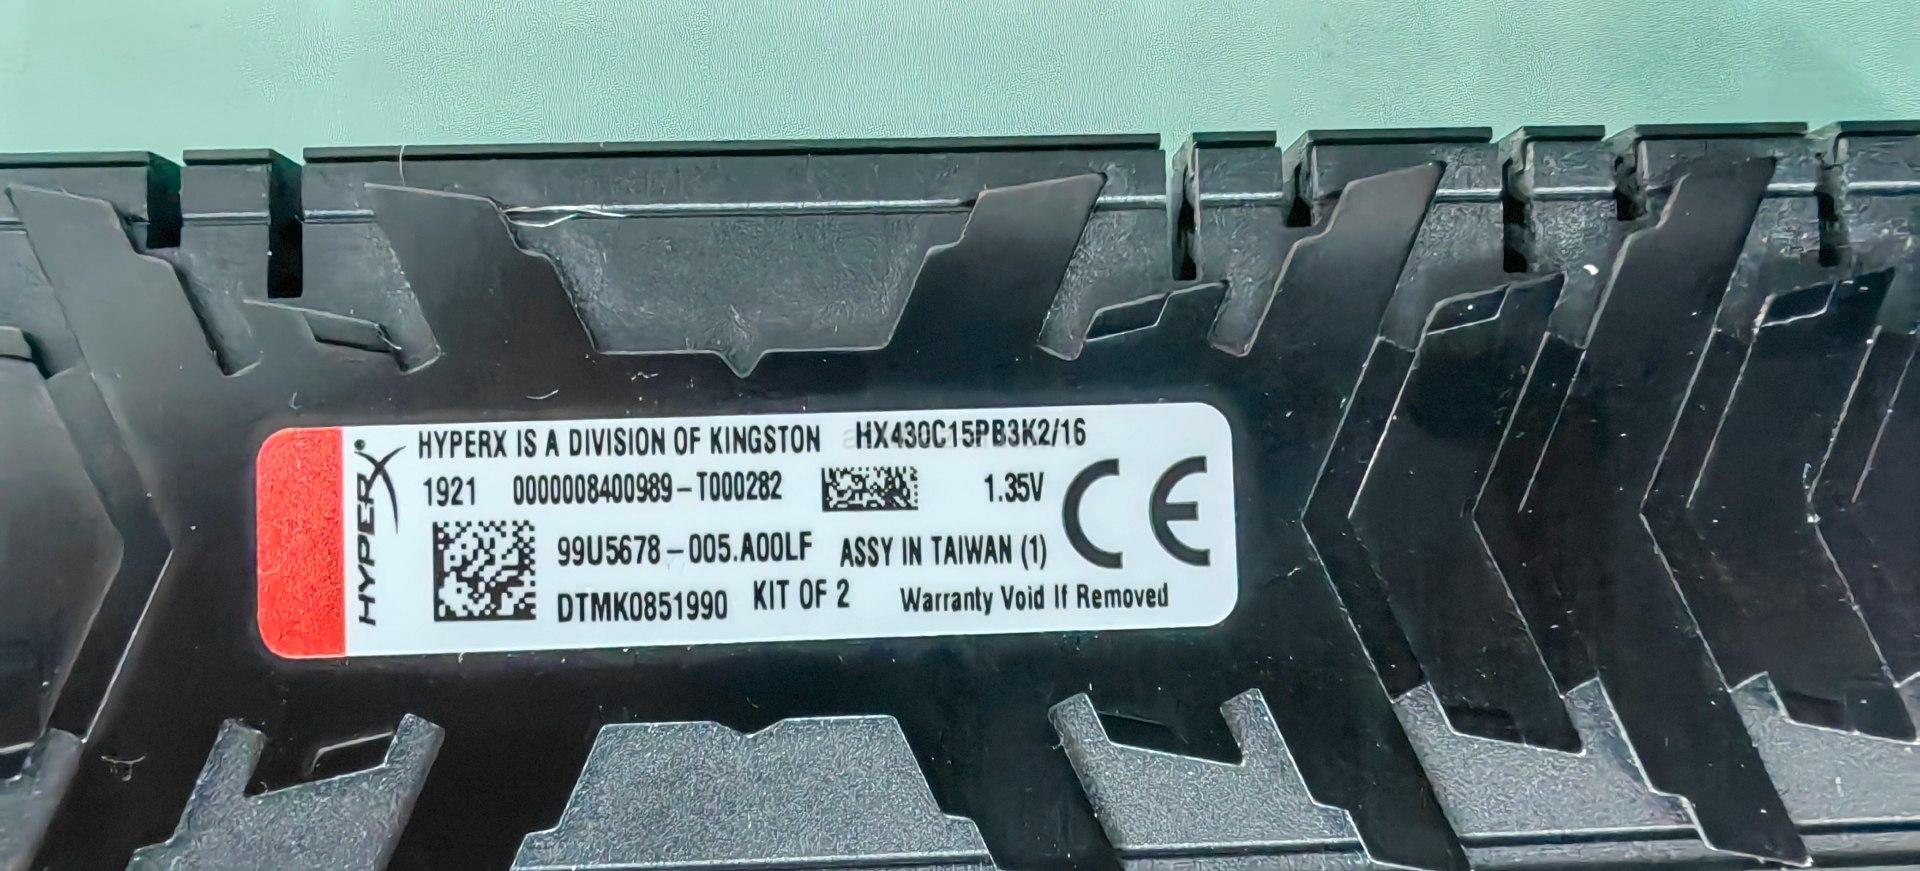 HYPERX
HYPERX IS A DIVISION OF KINGSTON HX430C15PB3K2/16
1921 0000008400989-T000282 1.35V CE
99U5678-005.A00LF ASSY IN TAIWAN (1)
DTMK0851990 KIT OF 2 Warranty Void If Removed